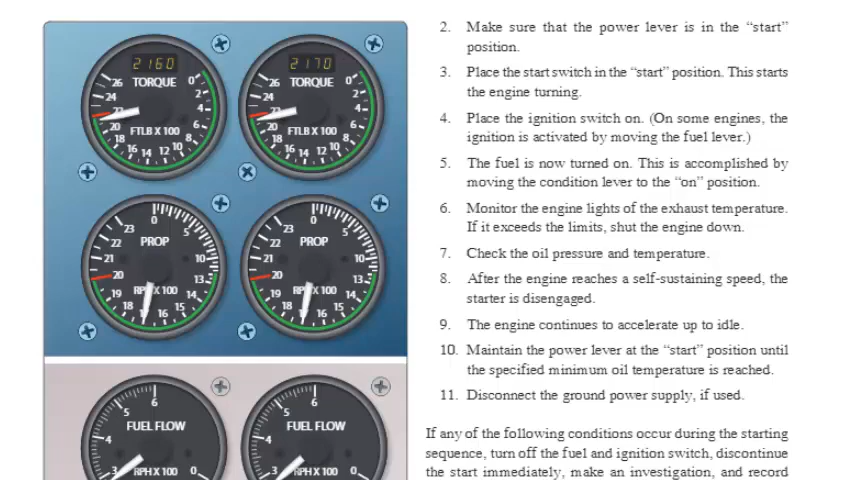 2160
TORQUE
26
0
24
2
22
4
20
6
FTLB X 100
18
8
16
14
12
10
2170
TORQUE
26
0
24
2
4
20
6
FTLB X 100
18
8
16
14
12
10
0
23
5
22
PROP
21
10
20
13
RPM X 100
19
14
18
15
16
0
23
5
22
PROP
21
10
20
13
RPM X 100
19
14
18
15
16
6
5
FUEL FLOW
4
3
RPH X 100
0
6
5
FUEL FLOW
4
3
RPH X 100
0
2. Make sure that the power lever is in the “start”
position.
3. Place the start switch in the “start” position. This starts
the engine turning.
4. Place the ignition switch on. (On some engines, the
ignition is activated by moving the fuel lever.)
5. The fuel is now turned on. This is accomplished by
moving the condition lever to the “on” position.
6. Monitor the engine lights of the exhaust temperature.
If it exceeds the limits, shut the engine down.
7. Check the oil pressure and temperature.
8. After the engine reaches a self-sustaining speed, the
starter is disengaged.
9. The engine continues to accelerate up to idle.
10. Maintain the power lever at the “start” position until
the specified minimum oil temperature is reached.
11. Disconnect the ground power supply, if used.
If any of the following conditions occur during the starting
sequence, turn off the fuel and ignition switch, discontinue
the start immediately, make an investigation, and record